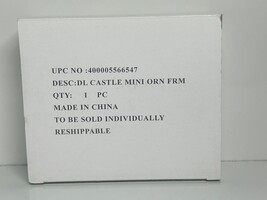 UPC NO :400005566547
DESC:DL CASTLE MINI ORN FRM
QTY: 1 PC
MADE IN CHINA
TO BE SOLD INDIVIDUALLY
RESHIPPABLE